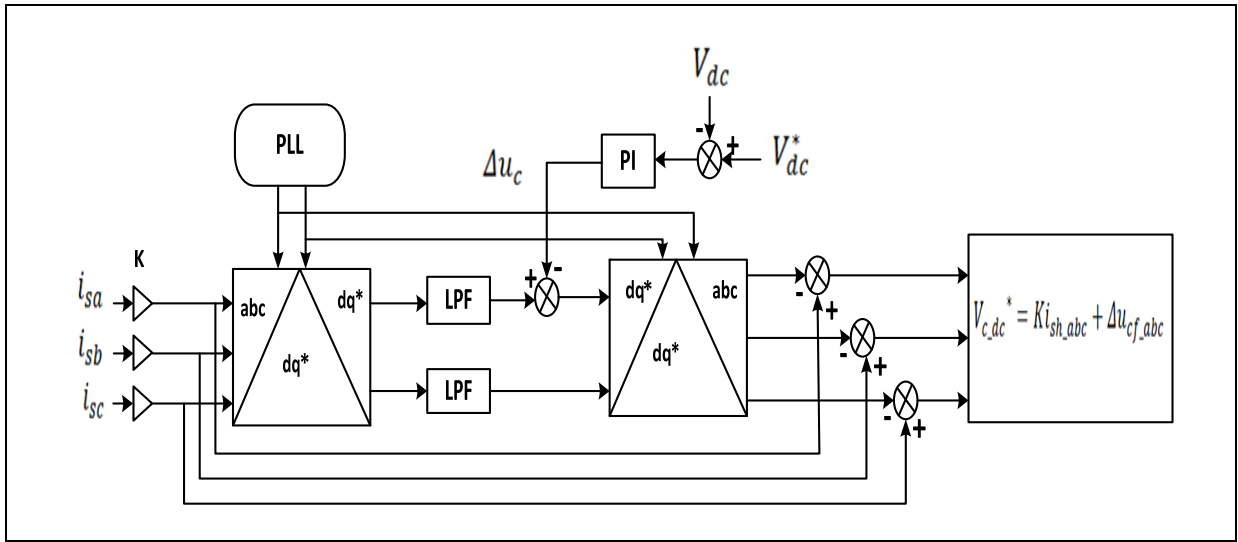 V_dc
PLL
PI
V*_dc
Δu_c
- +
K
+ -
i_sa
i_sb
i_sc
abc
dq*
dq*
LPF
LPF
dq*
abc
dq*
- +
- +
- +
V_c_dc* = Ki_sh_abc + Δu_cf_abc